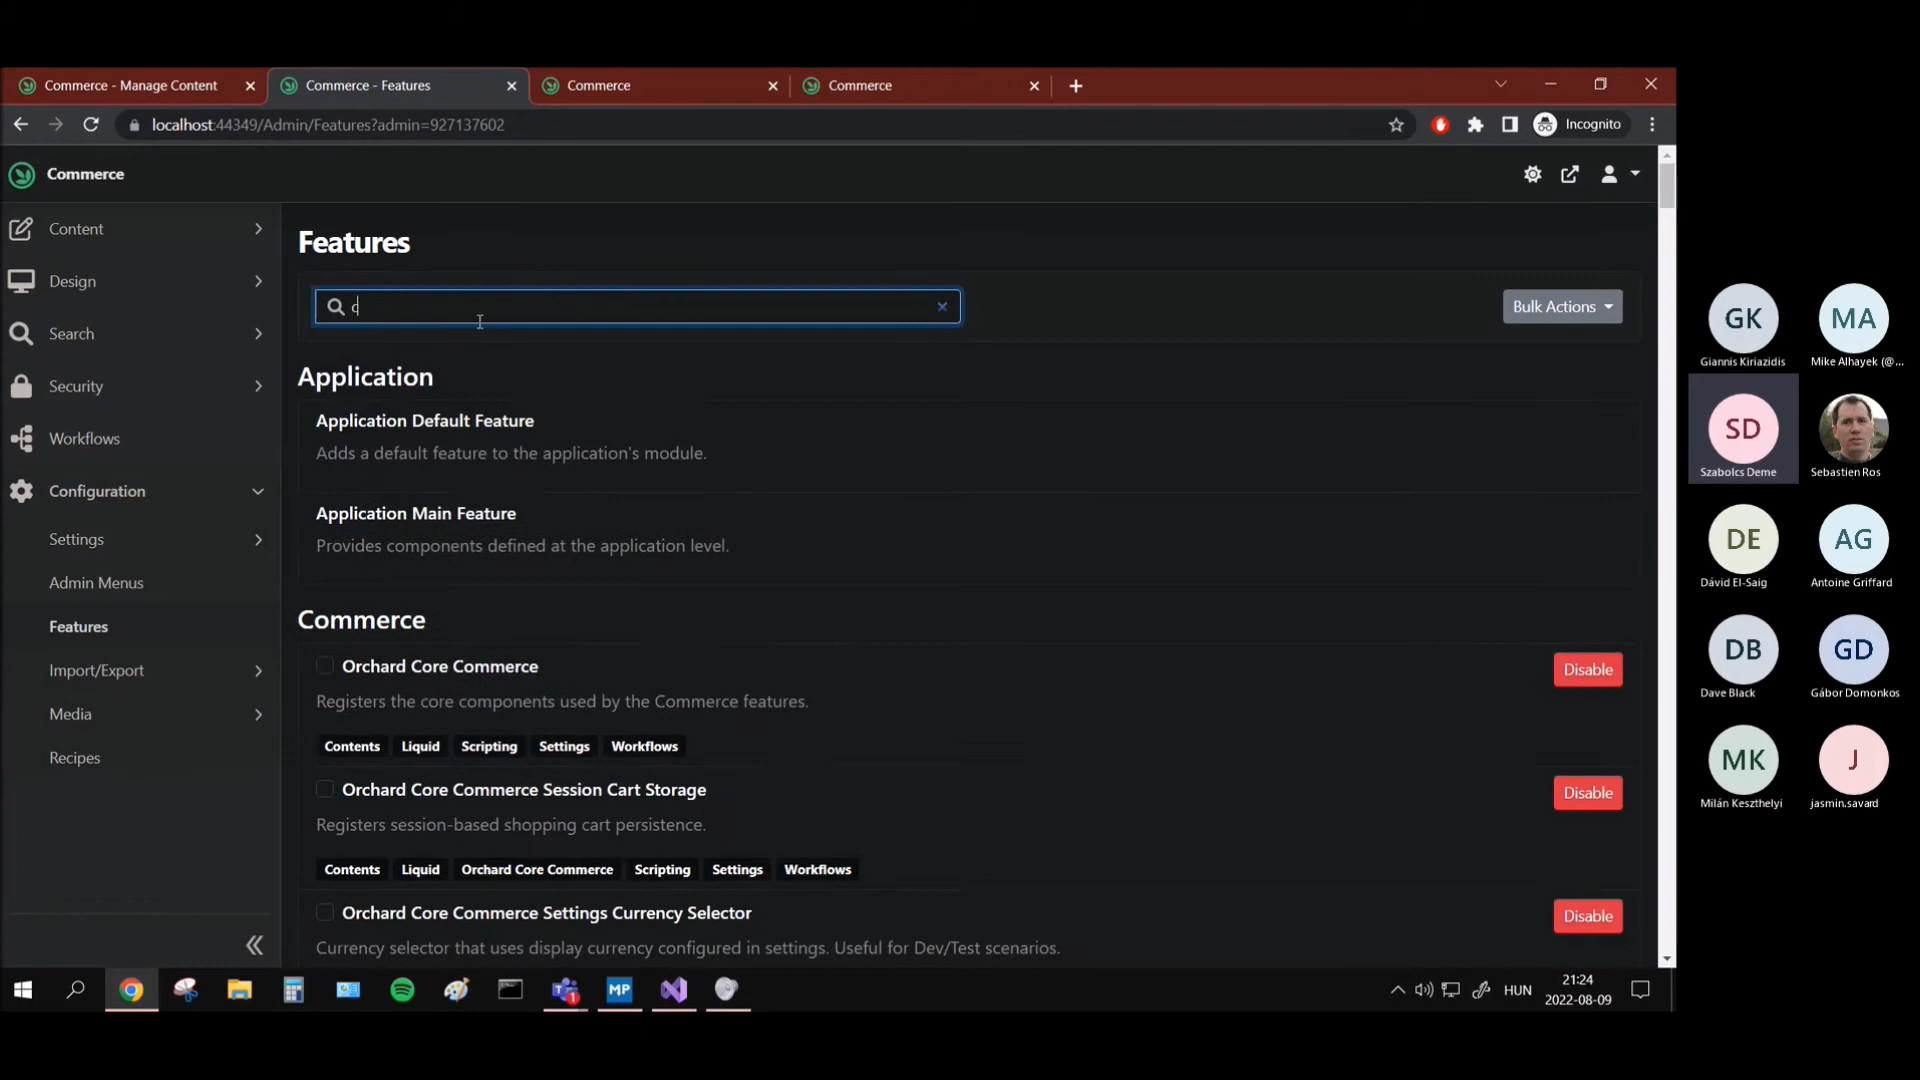 Commerce - Manage Content
Commerce - Features
Commerce
Commerce
localhost:44349/Admin/Features?admin=927137602
Incognito
Commerce
Content
Design
Search
Security
Workflows
Configuration
Settings
Admin Menus
Features
Import/Export
Media
Recipes
Features
c
Bulk Actions
Application
Application Default Feature
Adds a default feature to the application's module.
Application Main Feature
Provides components defined at the application level.
Commerce
Orchard Core Commerce
Disable
Registers the core components used by the Commerce features.
Contents Liquid Scripting Settings Workflows
Orchard Core Commerce Session Cart Storage
Disable
Registers session-based shopping cart persistence.
Contents Liquid Orchard Core Commerce Scripting Settings Workflows
Orchard Core Commerce Settings Currency Selector
Disable
Currency selector that uses display currency configured in settings. Useful for Dev/Test scenarios.
GK
Giannis Kiriazidis
MA
Mike Alhayek (@...
SD
Szabolcs Deme
Sebastien Ros
DE
Dávid El-Saig
AG
Antoine Griffard
DB
Dave Black
GD
Gábor Domonkos
MK
Milán Keszthelyi
J
jasmin.savard
1
MP
HUN
21:24
2022-08-09